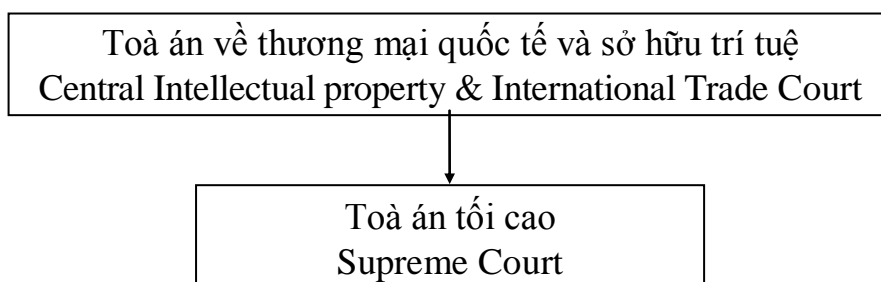 Toà án về thương mại quốc tế và sở hữu trí tuệ
Central Intellectual property & International Trade Court
Toà án tối cao
Supreme Court